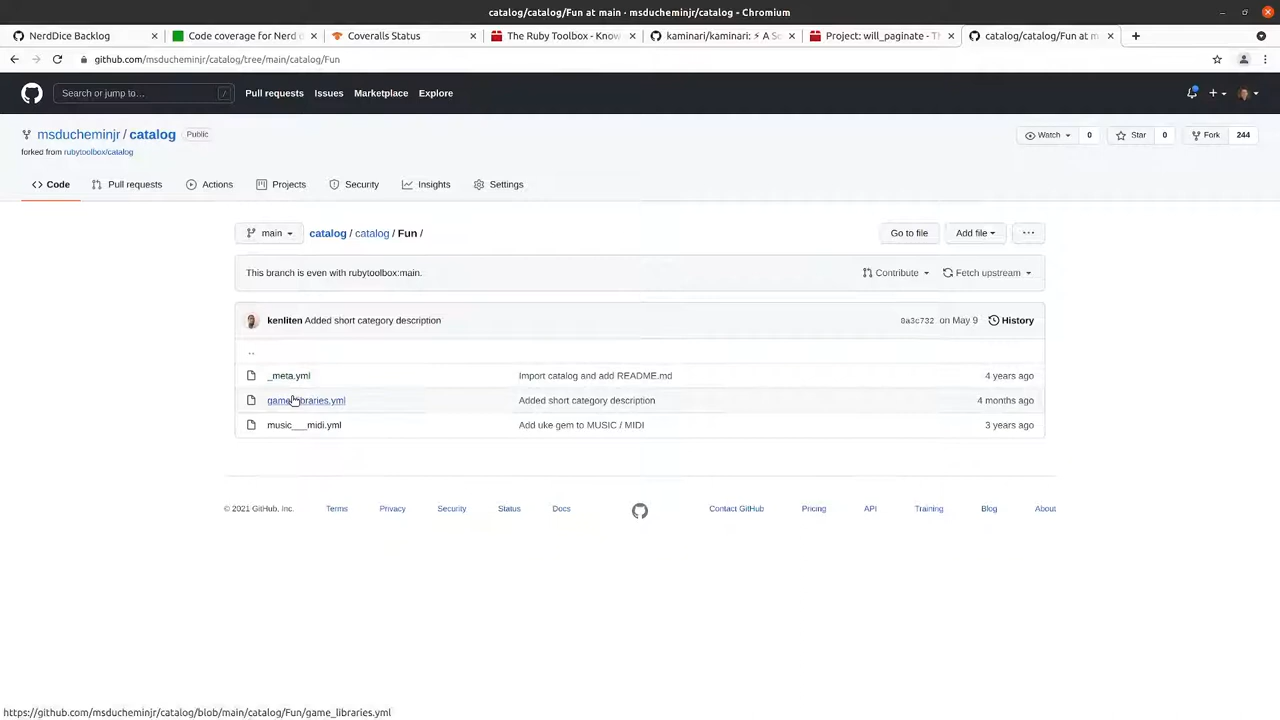 catalog/catalog/Fun at main · msducheminjr/catalog - Chromium
NerdDice Backlog
Code coverage for Nerd
Coveralls Status
The Ruby Toolbox - Know
kaminari/kaminari: ⚡ A Sc
Project: will_paginate - Th
catalog/catalog/Fun at m
github.com/msducheminjr/catalog/tree/main/catalog/Fun
Search or jump to…
/
Pull requests
Issues
Marketplace
Explore
msducheminjr / catalog
Public
Watch
0
Star
0
Fork
244
forked from rubytoolbox/catalog
Code
Pull requests
Actions
Projects
Security
Insights
Settings
main
catalog / catalog / Fun /
Go to file
Add file
This branch is even with rubytoolbox:main.
Contribute
Fetch upstream
kenliten Added short category description
0a3c732 on May 9
History
..
_meta.yml
Import catalog and add README.md
4 years ago
game_libraries.yml
Added short category description
4 months ago
music___midi.yml
Add uke gem to MUSIC / MIDI
3 years ago
© 2021 GitHub, Inc.
Terms
Privacy
Security
Status
Docs
Contact GitHub
Pricing
API
Training
Blog
About
https://github.com/msducheminjr/catalog/blob/main/catalog/Fun/game_libraries.yml